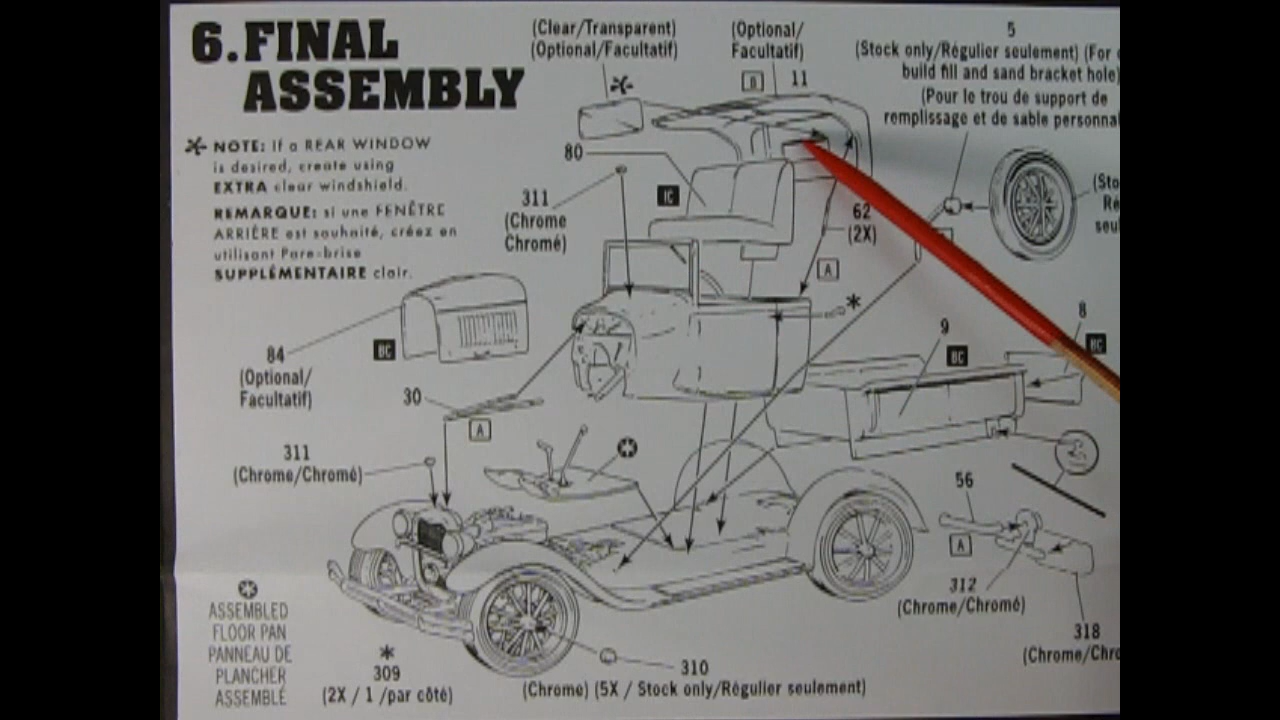 6. FINAL
ASSEMBLY
NOTE: If a REAR WINDOW
is desired, create using
EXTRA clear windshield.
REMARQUE: si une FENÊTRE
ARRIÈRE est souhaité, créez en
utilisant Pare-brise
SUPPLÉMENTAIRE clair.
(Clear/Transparent)
(Optional/Facultatif)
(Optional/
Facultatif)
11
5
(Stock only/Régulier seulement) (For
build fill and sand bracket hole)
(Pour le trou de support de
remplissage et de sable
80
IC
311
(Chrome
Chromé)
62
(2X)
A
*
84
(Optional/
Facultatif)
BC
30
A
9
BC
8
BC
311
(Chrome/Chromé)
56
A
312
(Chrome/Chromé)
318
ASSEMBLED
FLOOR PAN
PANNEAU DE
PLANCHER
ASSEMBLÉ
*
309
(2X / 1 /par côté)
310
(Chrome) (5X / Stock only/Régulier seulement)